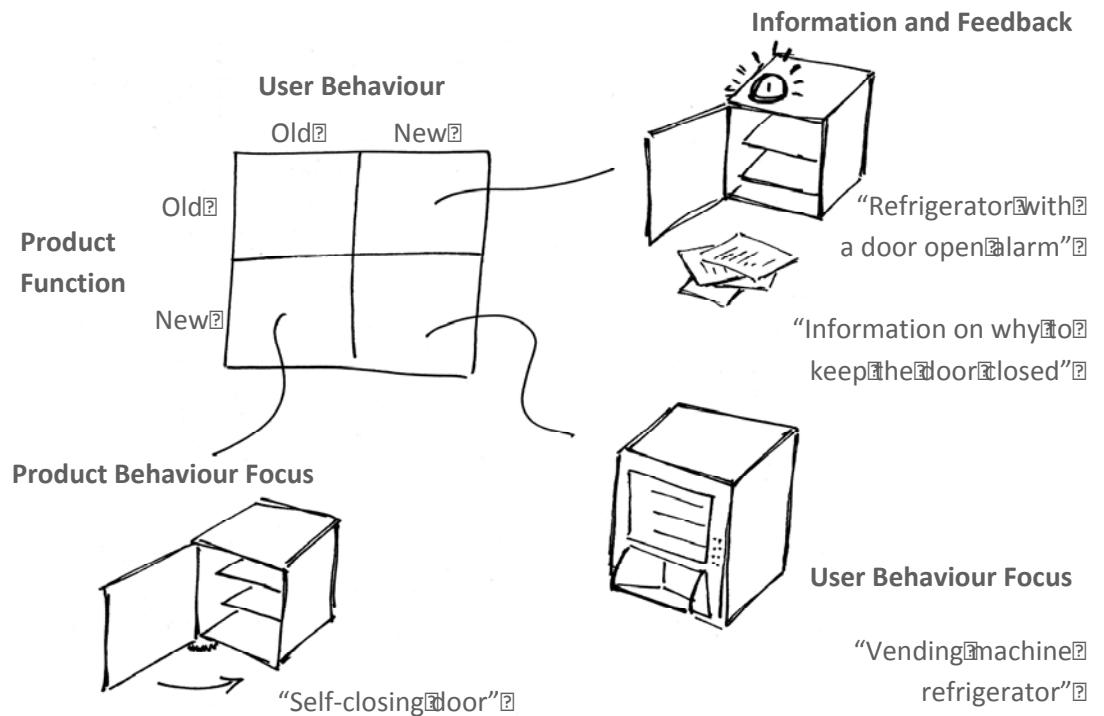 Information and Feedback
User Behaviour
Old New
Old
Product
Function
New
“Refrigerator with
a door open alarm”
“Information on why to
keep the door closed”
Product Behaviour Focus
“Self-closing door”
User Behaviour Focus
“Vending machine
refrigerator”